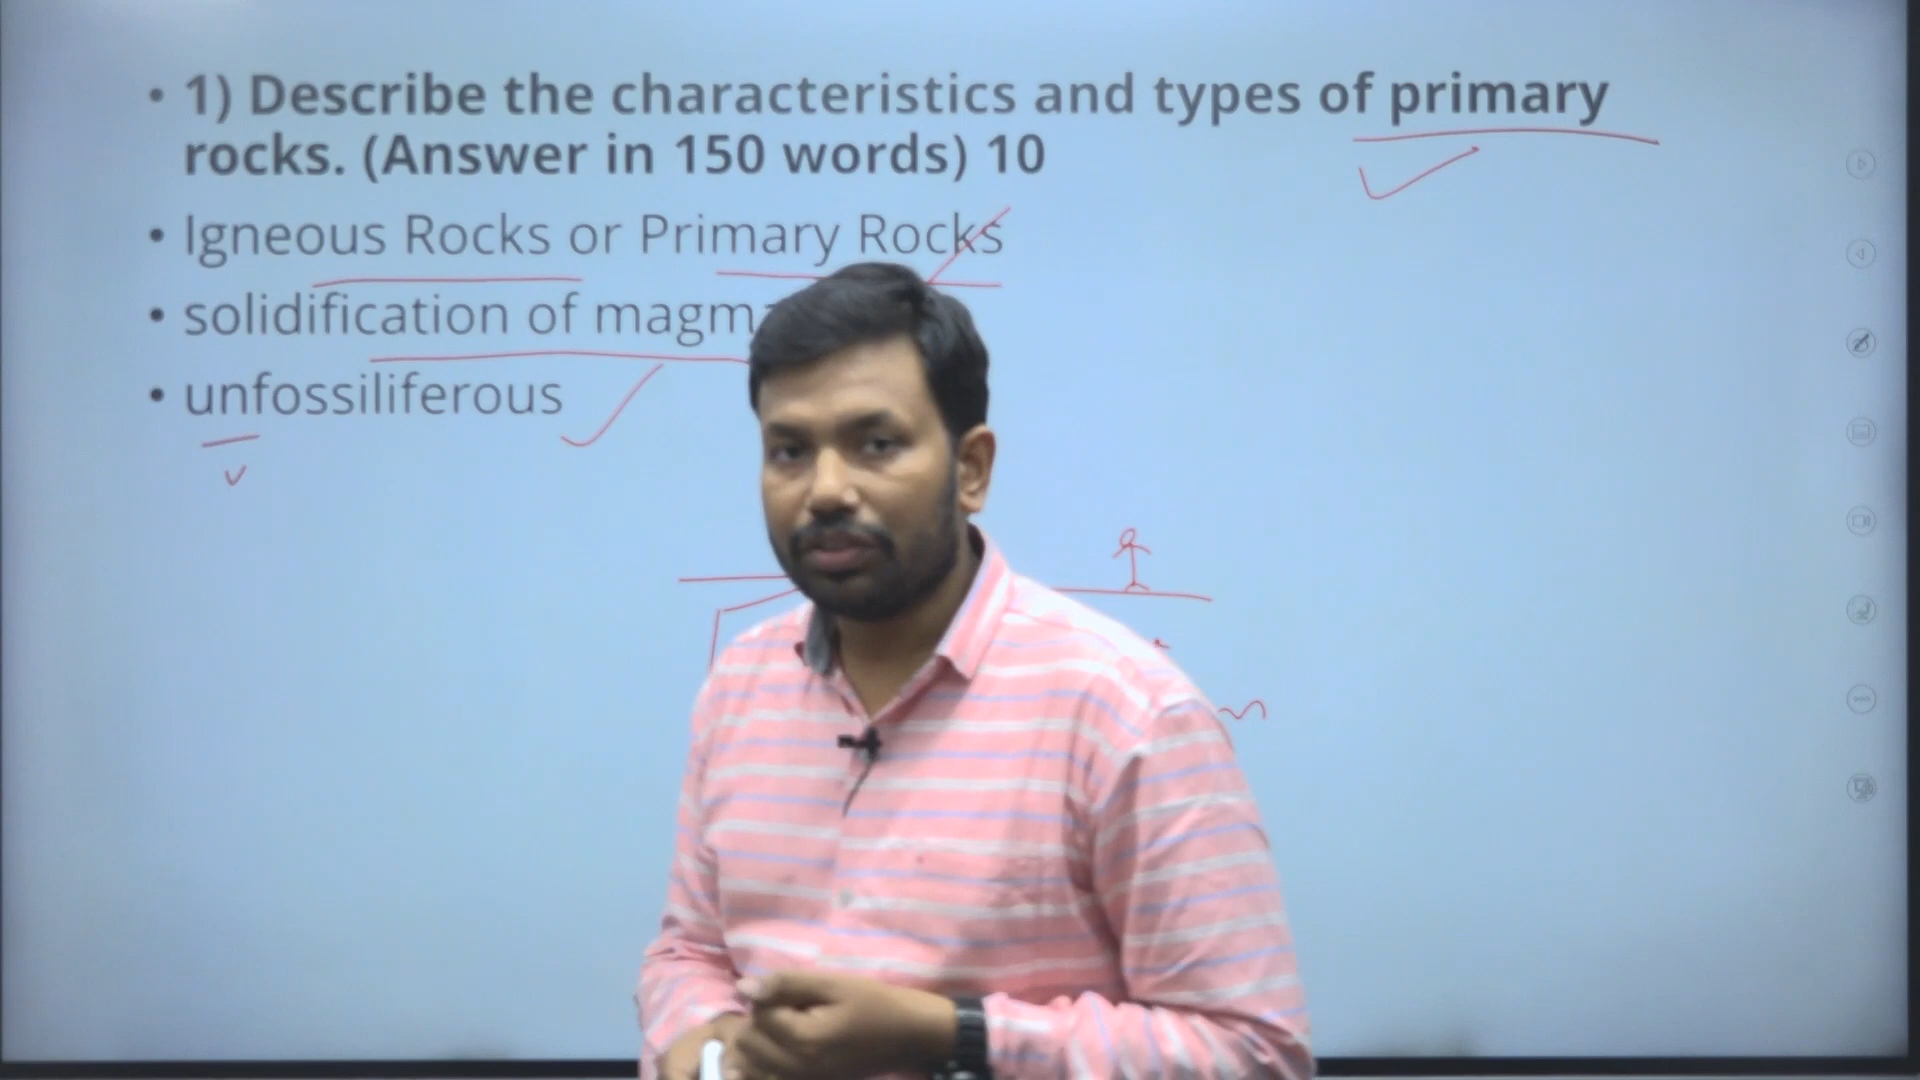 • 1) Describe the characteristics and types of primary
rocks. (Answer in 150 words) 10
• Igneous Rocks or Primary Rocks
• solidification of magm
• unfossiliferous